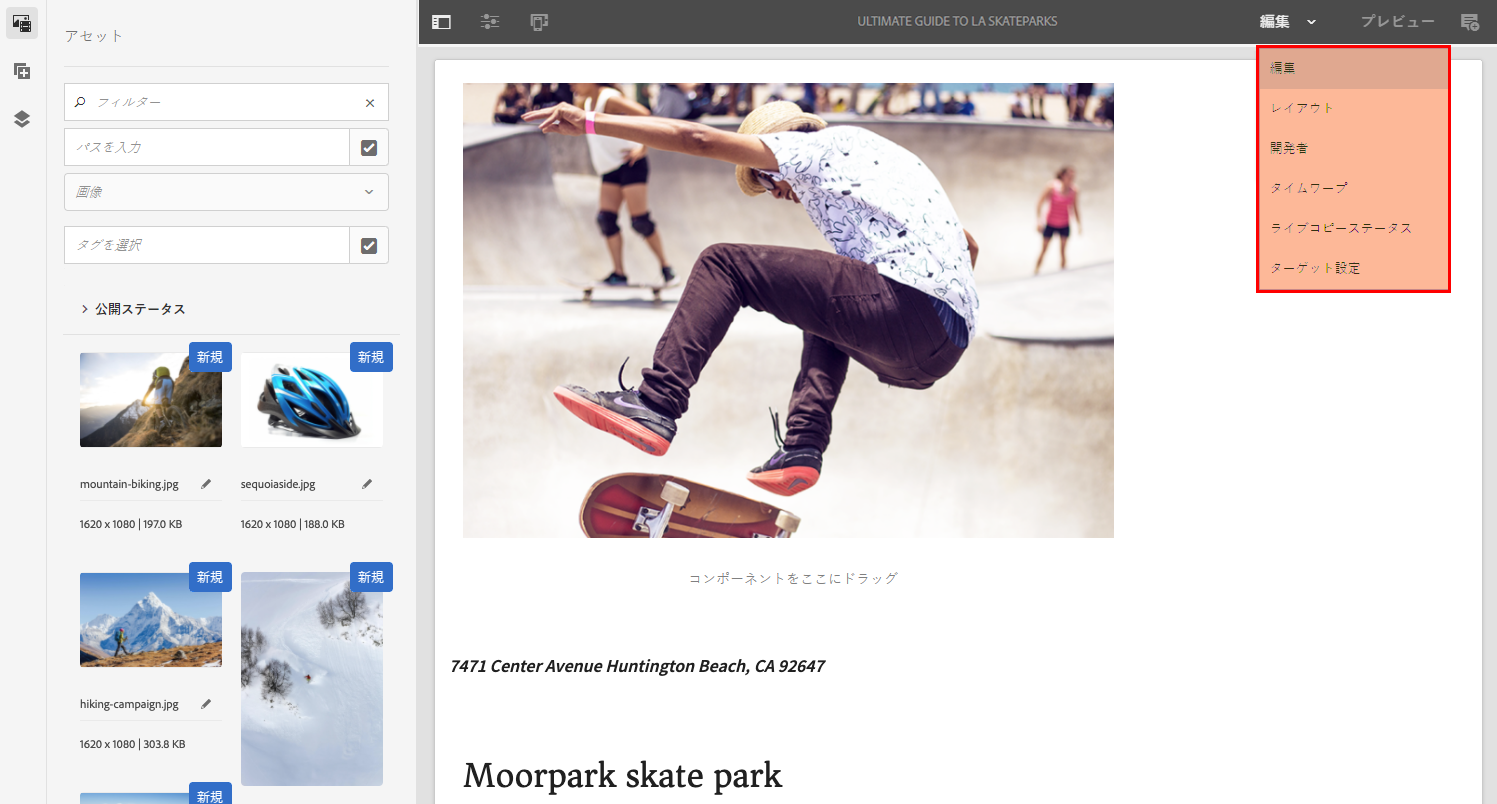 アセット
フィルター
パスを入力
画像
タグを選択
公開ステータス
新規
新規
mountain-biking.jpg
sequoiaside.jpg
1620 x 1080 | 197.0 KB
1620 x 1080 | 188.0 KB
新規
新規
hiking-campaign.jpg
1620 x 1080 | 303.8 KB
新規
ULTIMATE GUIDE TO LA SKATEPARKS
編集
プレビュー
編集
レイアウト
開発者
タイムワープ
ライブコピーステータス
ターゲット設定
コンポーネントをここにドラッグ
7471 Center Avenue Huntington Beach, CA 92647
Moorpark skate park